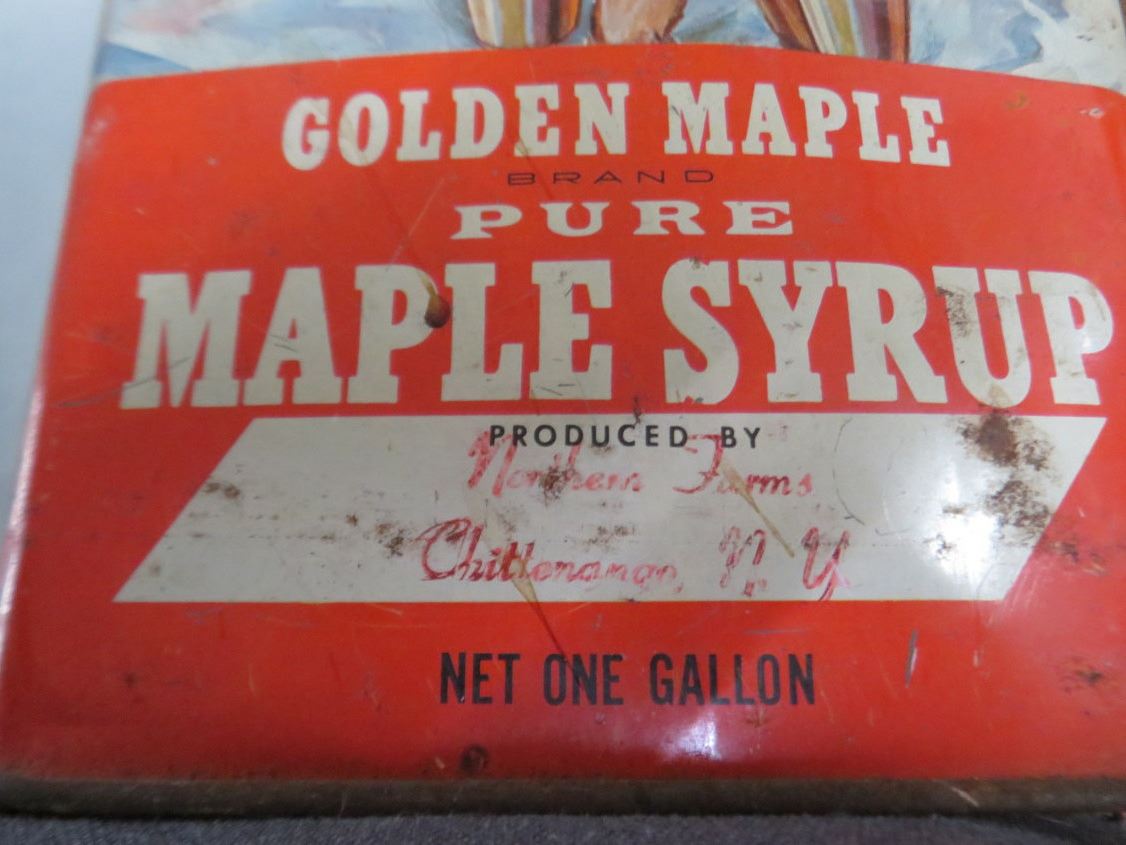 GOLDEN MAPLE
BRAND
PURE
MAPLE SYRUP
PRODUCED BY
Northern Farms
Chittenango, N. Y.
NET ONE GALLON